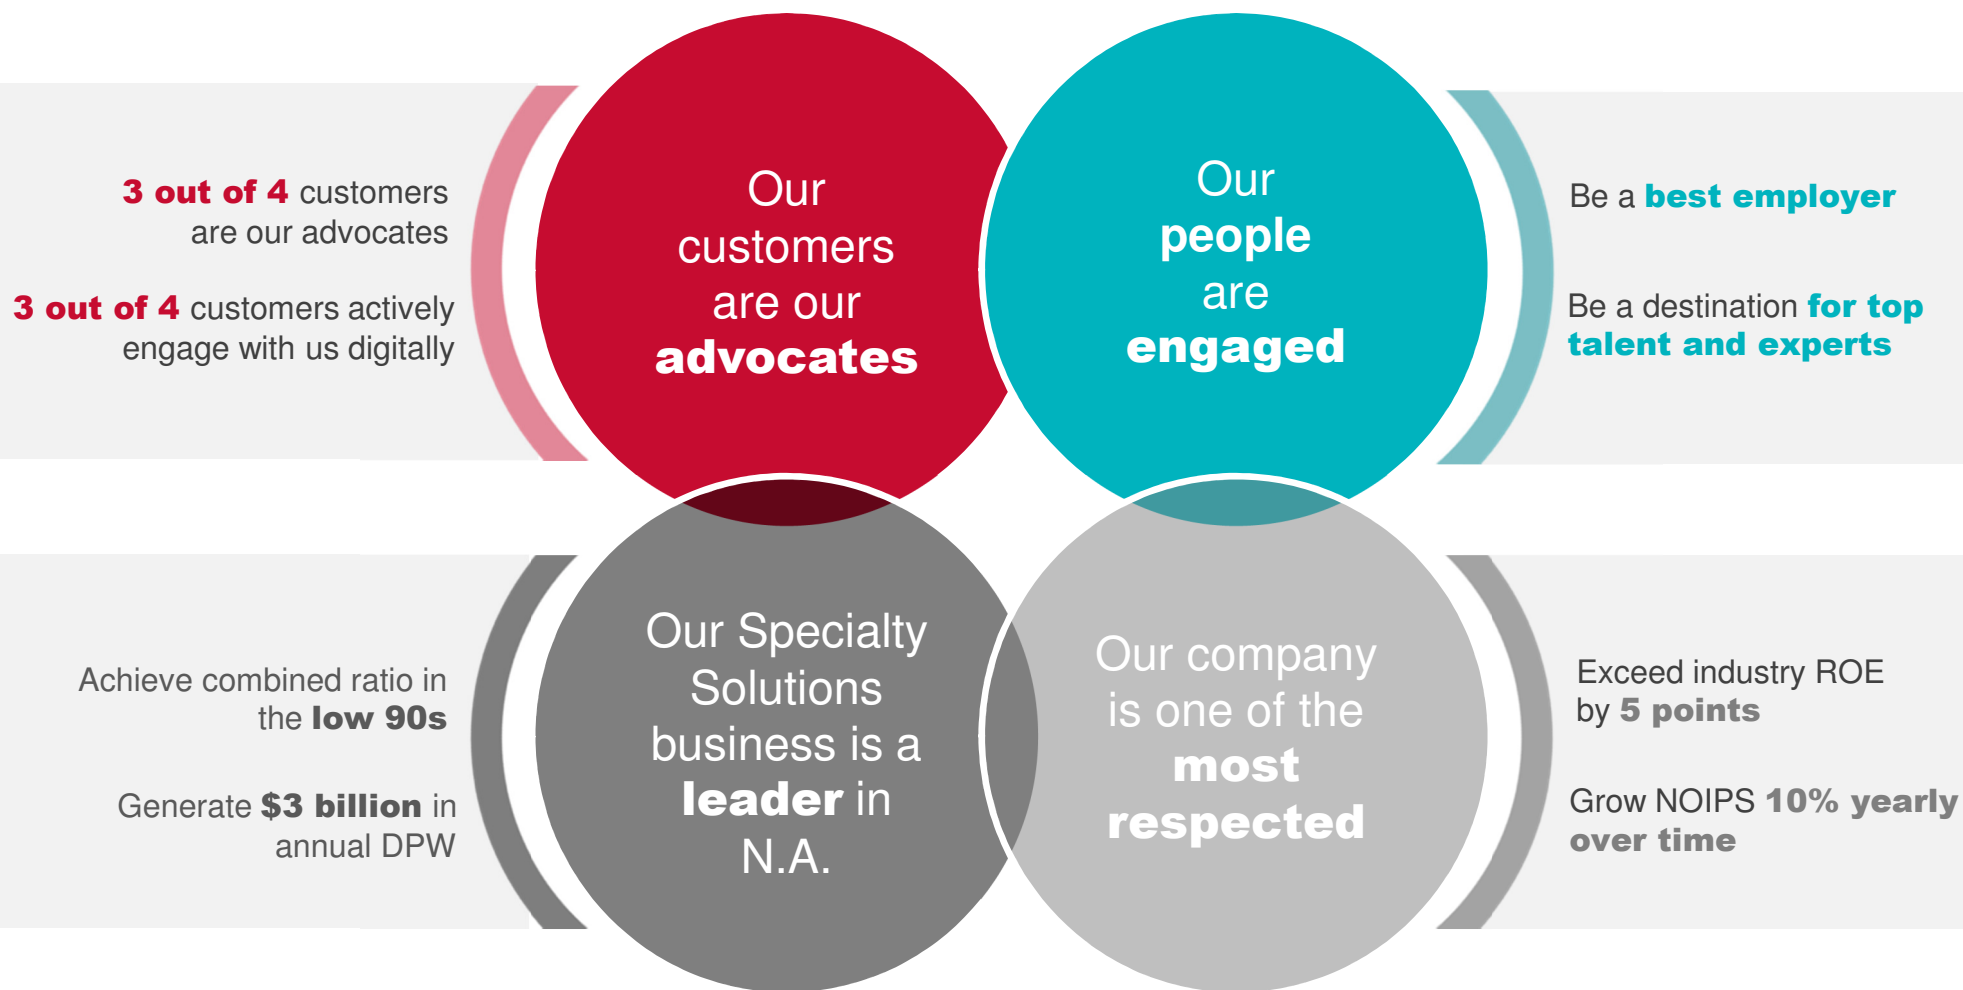 3 out of 4 customers
are our advocates
3 out of 4 customers actively
engage with us digitally
Our
customers
are our
advocates
Our
people
are
engaged
Be a best employer
Be a destination for top
talent and experts
Achieve combined ratio in
the low 90s
Generate $3 billion in
annual DPW
Our Specialty
Solutions
business is a
leader in
N.A.
Our company
is one of the
most
respected
Exceed industry ROE
by 5 points
Grow NOIPS 10% yearly
over time